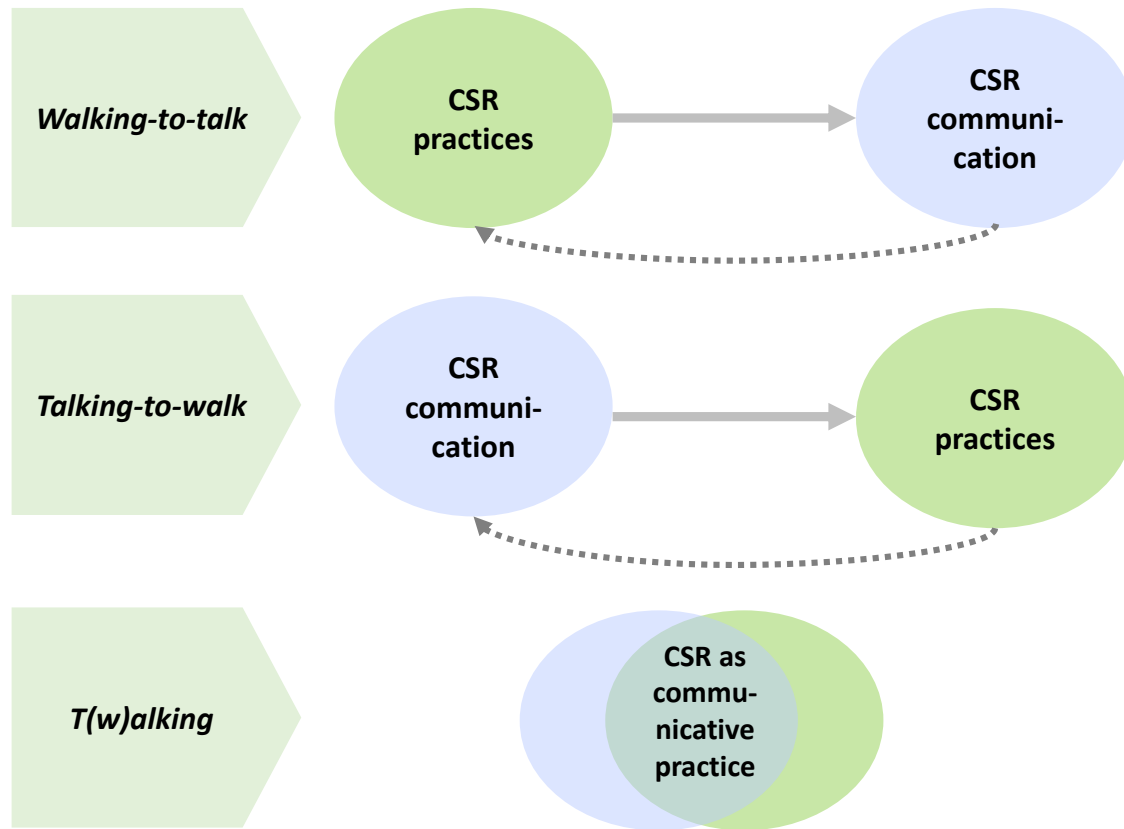 Walking-to-talk
CSR
practices
CSR
communi-
cation
Talking-to-walk
CSR
communi-
cation
CSR
practices
T(w)alking
CSR as
commu-
nicative
practice